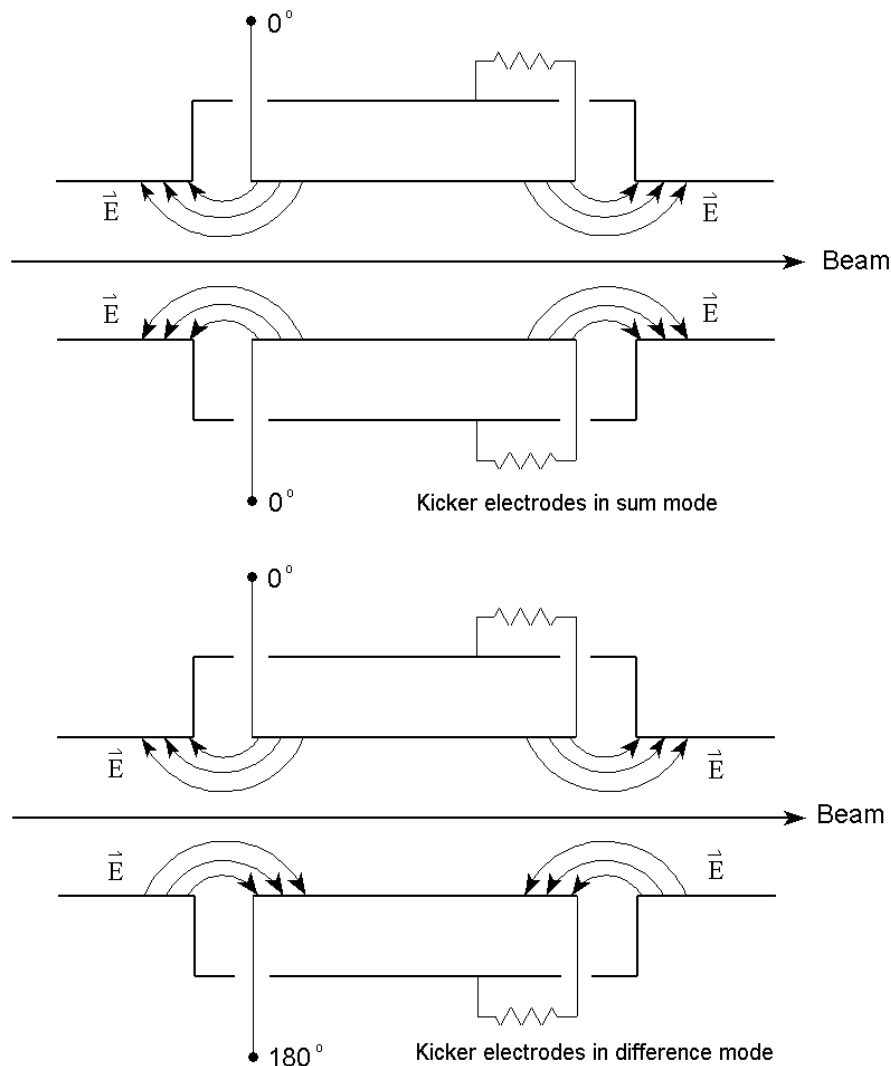 0°
E⃗ E⃗
Beam
E⃗ E⃗
0°
Kicker electrodes in sum mode
0°
E⃗ E⃗
Beam
E⃗ E⃗
180°
Kicker electrodes in difference mode